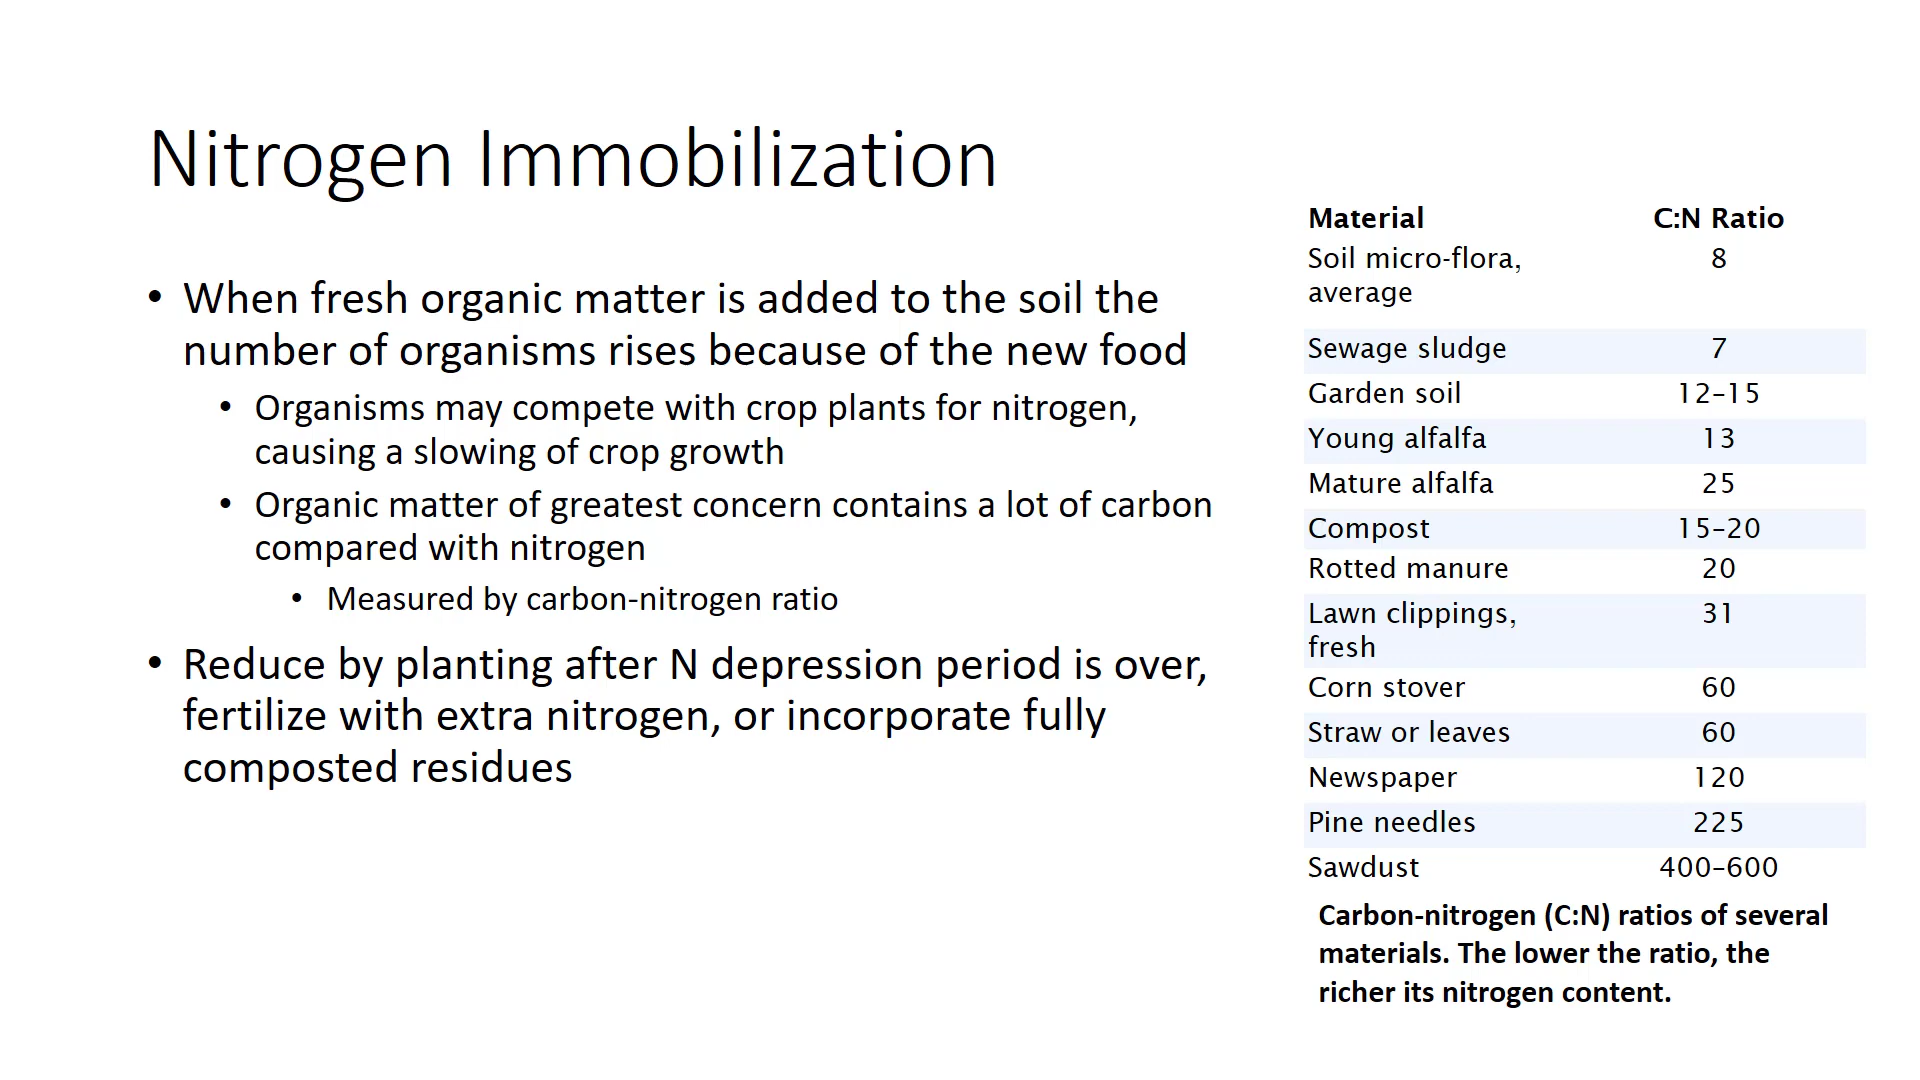 Nitrogen Immobilization
• When fresh organic matter is added to the soil the
number of organisms rises because of the new food
• Organisms may compete with crop plants for nitrogen,
causing a slowing of crop growth
• Organic matter of greatest concern contains a lot of carbon
compared with nitrogen
• Measured by carbon-nitrogen ratio
• Reduce by planting after N depression period is over,
fertilize with extra nitrogen, or incorporate fully
composted residues
Material C:N Ratio
Soil micro-flora, 8
average
Sewage sludge 7
Garden soil 12–15
Young alfalfa 13
Mature alfalfa 25
Compost 15–20
Rotted manure 20
Lawn clippings, 31
fresh
Corn stover 60
Straw or leaves 60
Newspaper 120
Pine needles 225
Sawdust 400–600
Carbon-nitrogen (C:N) ratios of several
materials. The lower the ratio, the
richer its nitrogen content.